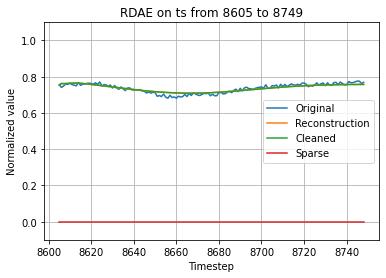 RDAE on ts from 8605 to 8749
Normalized value
1.0
0.8
0.6
0.4
0.2
0.0
Original
Reconstruction
Cleaned
Sparse
8600 8620 8640 8660 8680 8700 8720 8740
Timestep